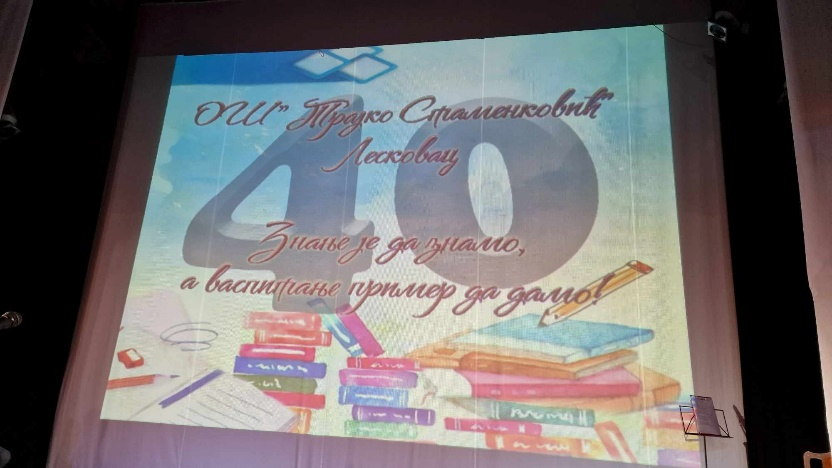 ОШ" Трајко Стаменковић"
Лесковац
40
Знање је да знамо,
а васпитање пример да дамо!